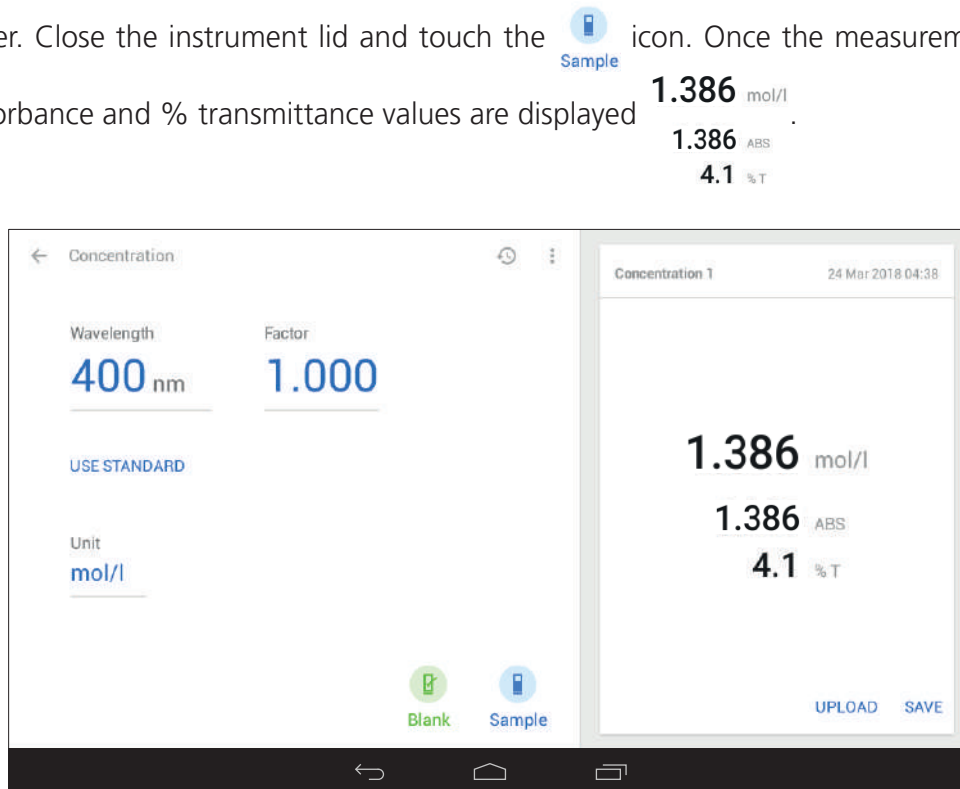 er. Close the instrument lid and touch the Sample icon. Once the measurem
orbance and % transmittance values are displayed 1.386 mol/l .
1.386 ABS
4.1 % T
Concentration
Wavelength
400 nm
Factor
1.000
USE STANDARD
Unit
mol/l
Blank
Sample
Concentration 1
24 Mar 2018 04:38
1.386 mol/l
1.386 ABS
4.1 % T
UPLOAD
SAVE